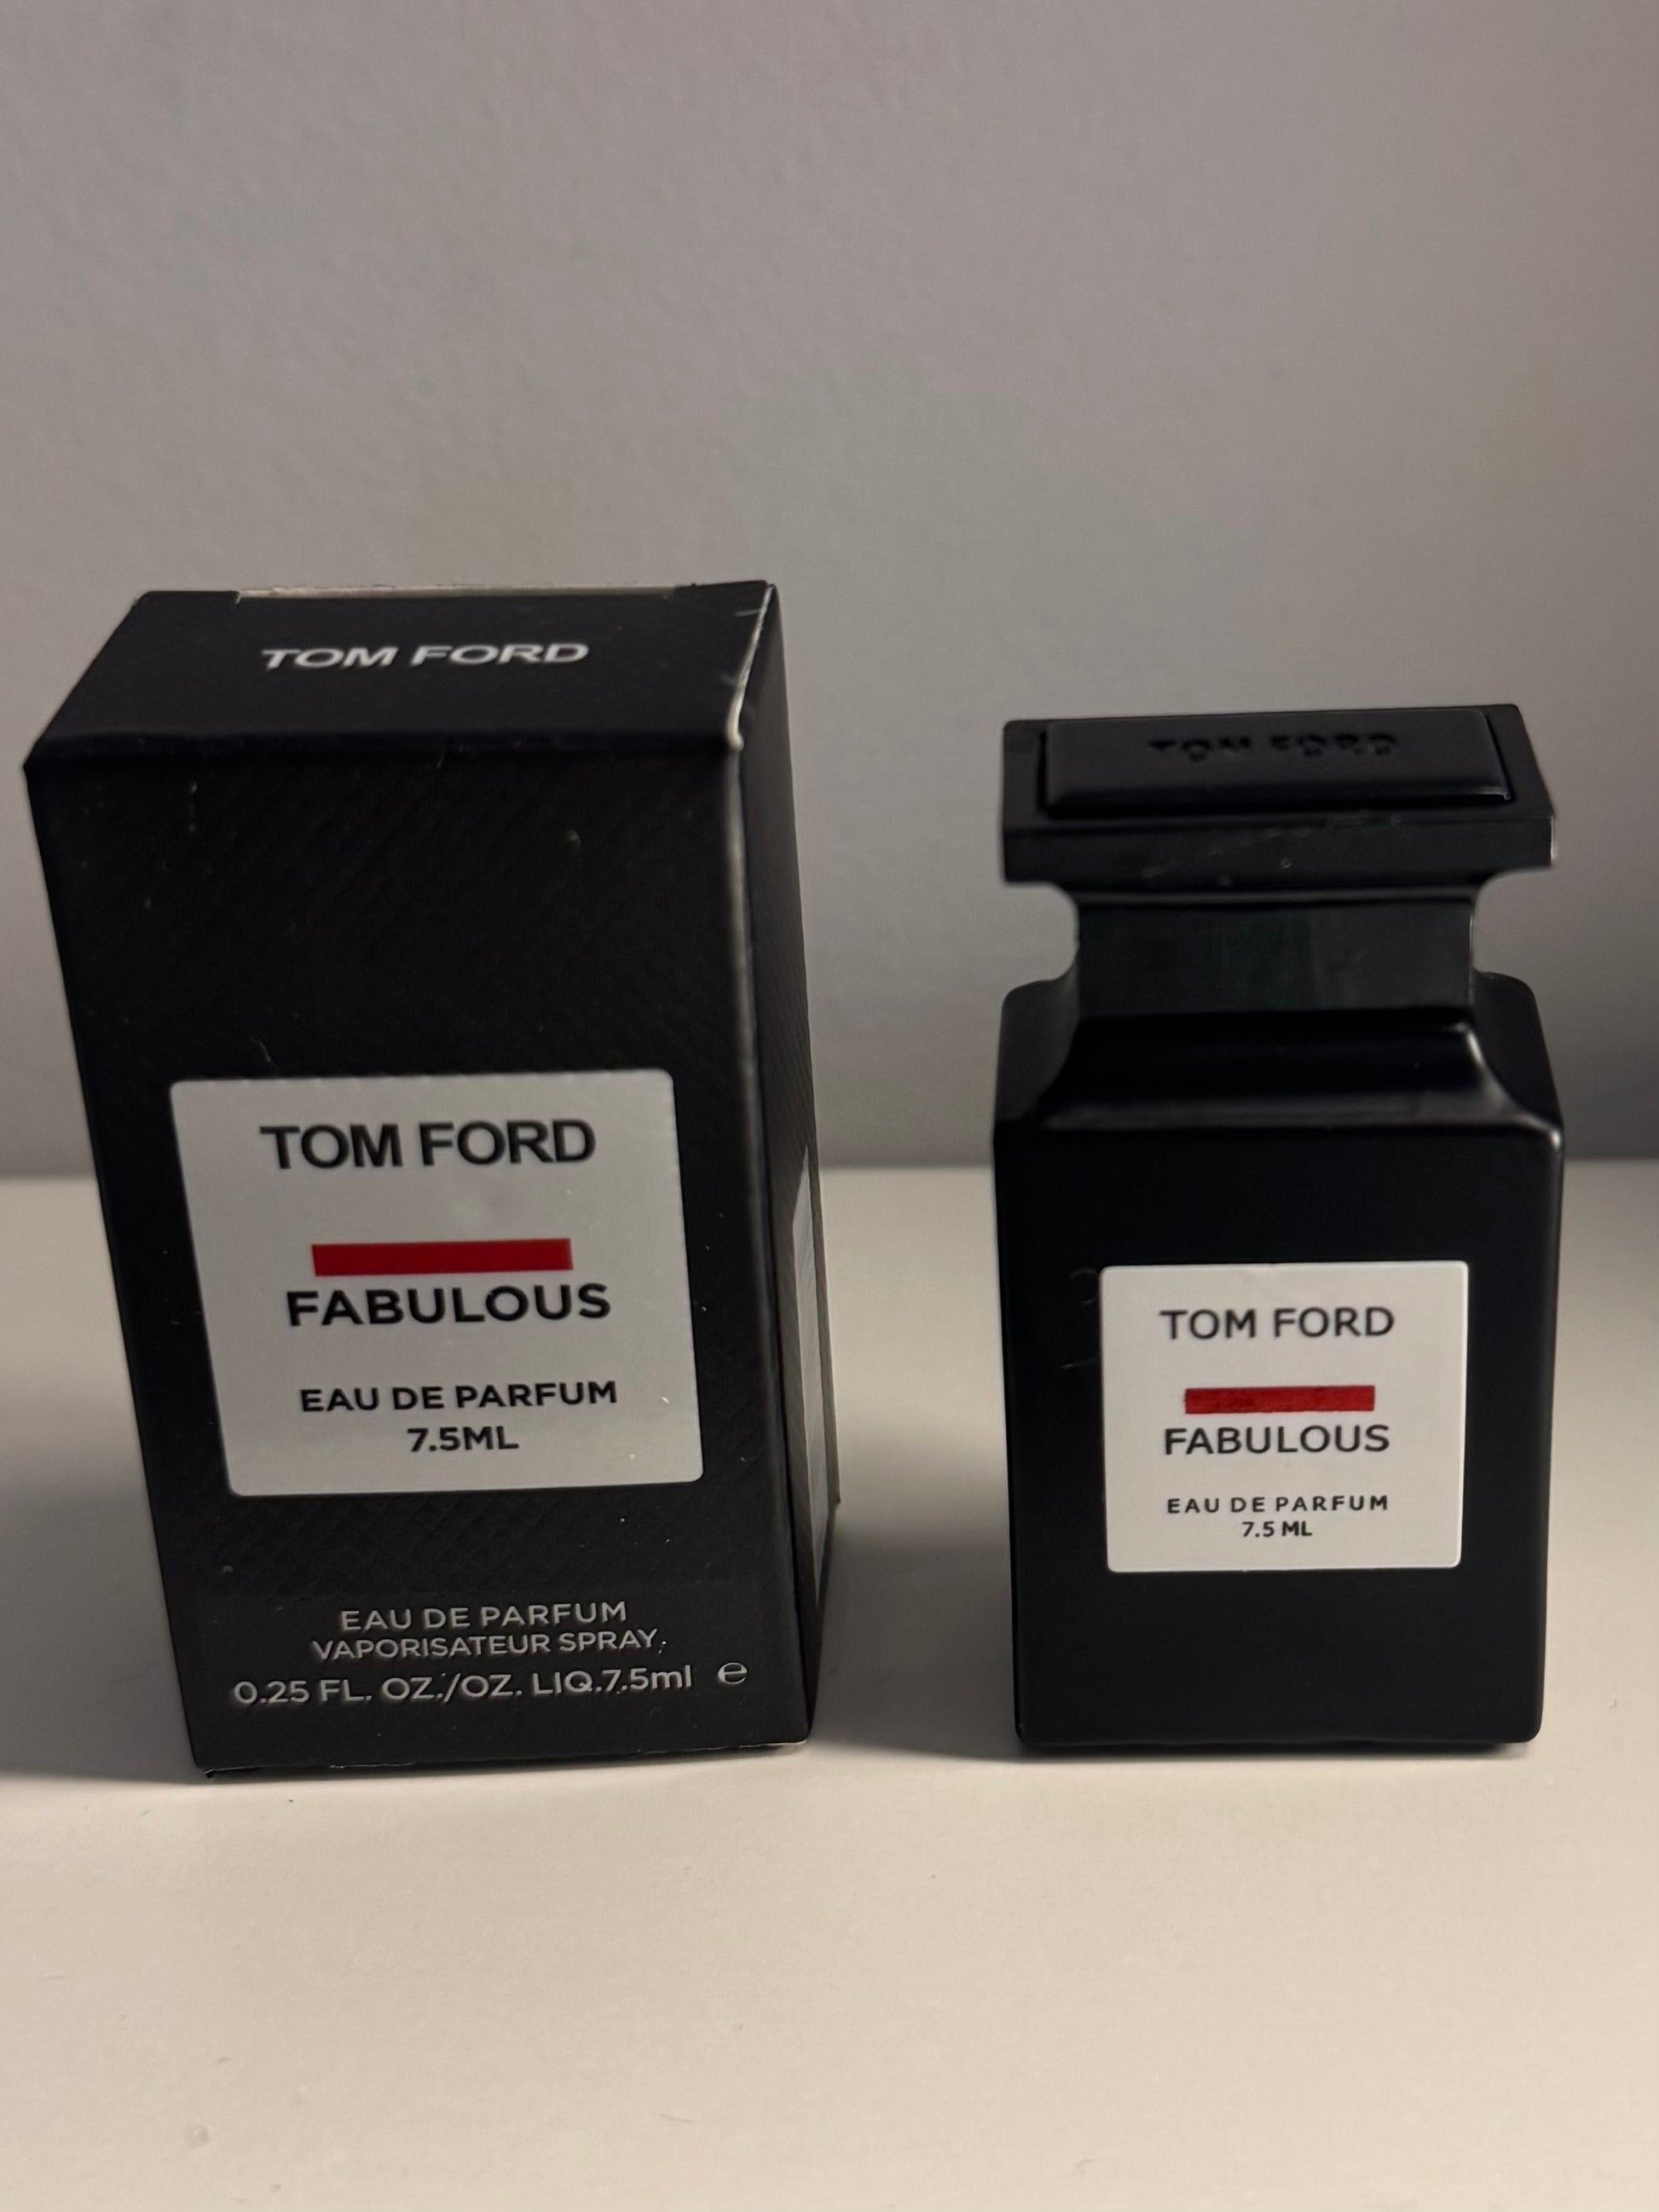 TOM FORD
TOM FORD
FABULOUS
EAU DE PARFUM
7.5ML
EAU DE PARFUM
VAPORISATEUR SPRAY
0.25 FL. OZ./OZ. LIQ.7.5ml e
TOM FORD
TOM FORD
FABULOUS
EAU DE PARFUM
7.5 ML